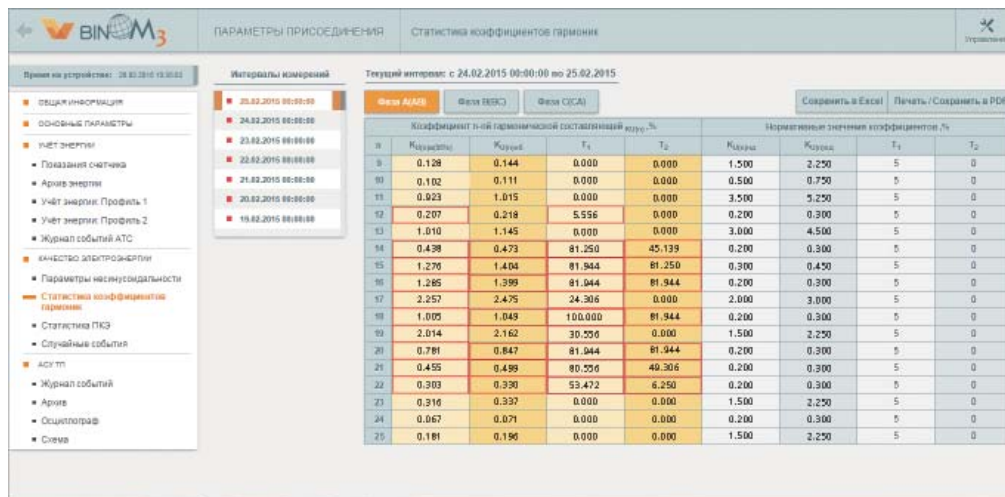 BINOM3
ПАРАМЕТРЫ ПРИСОЕДИНЕНИЯ
Статистика коэффициентов гармоник
Управление
Время на устройстве:
ОБЩАЯ ИНФОРМАЦИЯ
ОСНОВНЫЕ ПАРАМЕТРЫ
УЧЁТ ЭНЕРГИИ
Показания счетчика
Архив энергии
Учёт энергии. Профиль 1
Учёт энергии. Профиль 2
Журнал событий АТС
КАЧЕСТВО ЭЛЕКТРОЭНЕРГИИ
Параметры несинусоидальности
Статистика коэффициентов
гармоник
Статистика ПКЭ
Случайные события
АСУ ТП
Журнал событий
Архив
Осциллограф
Схема
Интервалы измерений
25.02.2015 00:00:00
24.02.2015 00:00:00
23.02.2015 00:00:00
22.02.2015 00:00:00
21.02.2015 00:00:00
20.02.2015 00:00:00
19.02.2015 00:00:00
Текущий интервал: с 24.02.2015 00:00:00 по 25.02.2015
Фаза A(AB) Фаза B(BC) Фаза C(CA) Сохранить в Excel Печать / Сохранить в PDF
Коэффициент n-ой гармонической составляющей ,% Нормативные значения коэффициентов ,%
n T1 T2 T1 T2
9 0.128 0.144 0.000 0.000 1.500 2.250 5 0
10 0.102 0.111 0.000 0.000 0.500 0.750 5 0
11 0.923 1.015 0.000 0.000 3.500 5.250 5 0
12 0.207 0.218 5.556 0.000 0.200 0.300 5 0
13 1.010 1.145 0.000 0.000 3.000 4.500 5 0
14 0.438 0.473 81.250 45.139 0.200 0.300 5 0
15 1.276 1.404 81.944 81.250 0.300 0.450 5 0
16 1.285 1.399 81.944 81.944 0.200 0.300 5 0
17 2.257 2.475 24.306 0.000 2.000 3.000 5 0
18 1.005 1.049 100.000 81.944 0.200 0.300 5 0
19 2.014 2.162 30.556 0.000 1.500 2.250 5 0
20 0.781 0.847 81.944 81.944 0.200 0.300 5 0
21 0.455 0.499 80.556 49.306 0.200 0.300 5 0
22 0.303 0.330 53.472 6.250 0.200 0.300 5 0
23 0.316 0.337 0.000 0.000 1.500 2.250 5 0
24 0.067 0.071 0.000 0.000 0.200 0.300 5 0
25 0.181 0.196 0.000 0.000 1.500 2.250 5 0